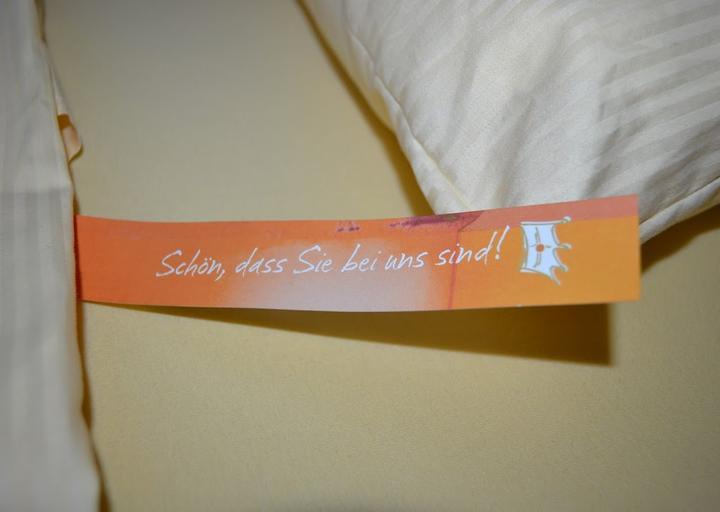 Schön, dass Sie bei uns sind!